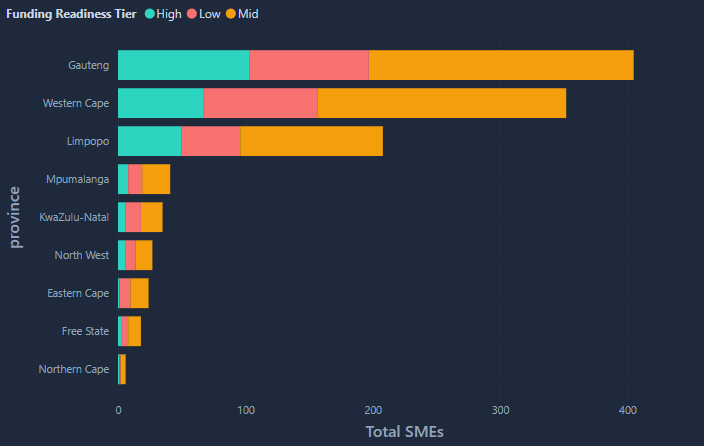 Funding Readiness Tier High Low Mid
Gauteng
Western Cape
Limpopo
Mpumalanga
KwaZulu-Natal
North West
Eastern Cape
Free State
Northern Cape
province
0 100 200 300 400
Total SMEs